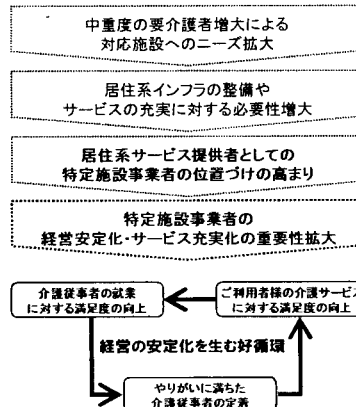 中重度の要介護者増大による
対応施設へのニーズ拡大
居住系インフラの整備や
サービスの充実に対する必要性増大
居住系サービス提供者としての
特定施設事業者の位置づけの高まり
特定施設事業者の
経営安定化・サービス充実化の重要性拡大
介護従事者の就業
に対する満足度の向上
ご利用者様の介護サービス
に対する満足度の向上
経営の安定化を生む好循環
やりがいに満ちた
介護従事者の定着